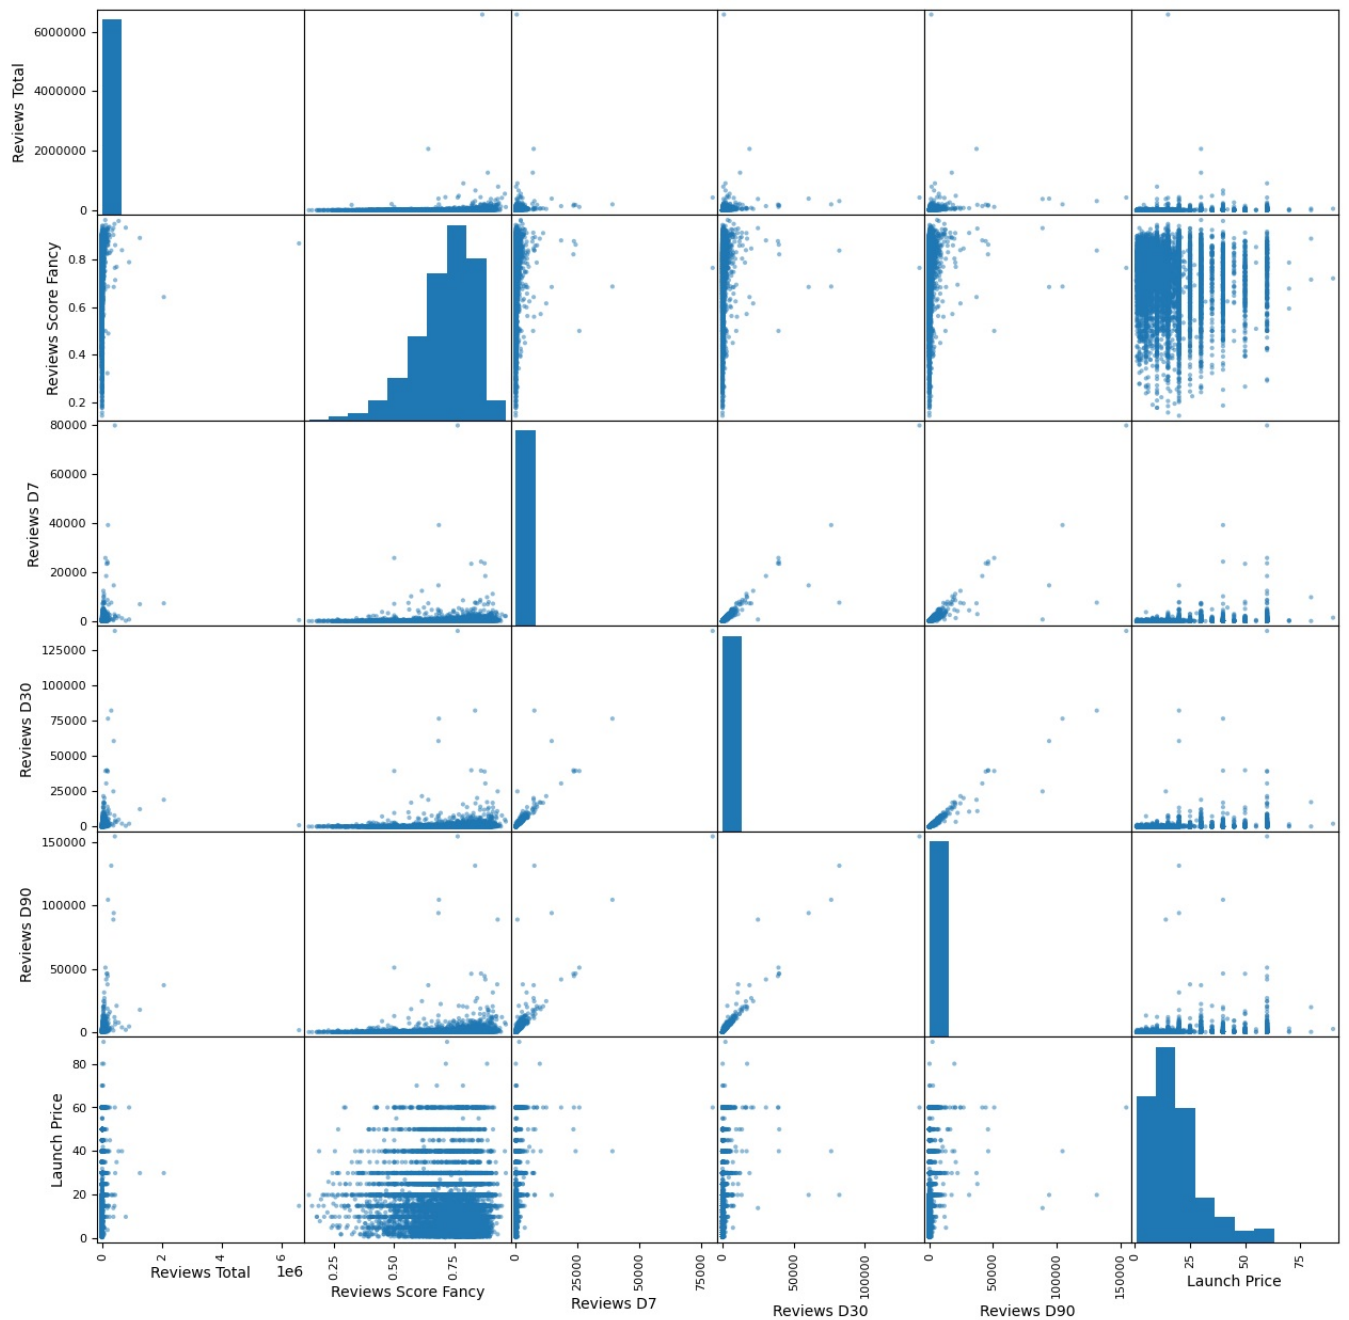 6000000
4000000
2000000
0
Reviews Total
0.8
0.6
0.4
0.2
Reviews Score Fancy
80000
60000
40000
20000
0
Reviews D7
125000
100000
75000
50000
25000
0
Reviews D30
150000
100000
50000
0
Reviews D90
80
60
40
20
0
Launch Price
0 2 4 6
Reviews Total 1e6
0.25 0.50 0.75
Reviews Score Fancy
0 25000 50000 75000
Reviews D7
0 50000 100000
Reviews D30
0 50000 100000 150000
Reviews D90
0 25 50 75
Launch Price